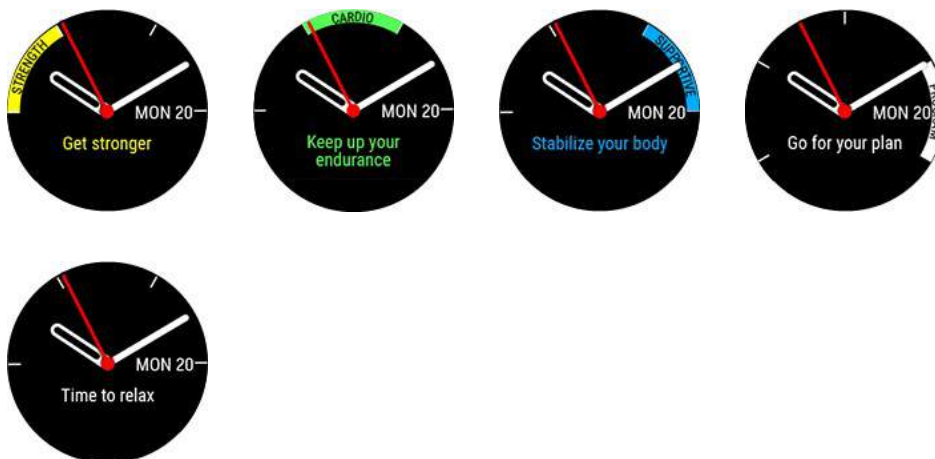 STRENGTH
MON 20
Get stronger
CARDIO
MON 20
Keep up your
endurance
SUPPORTIVE
MON 20
Stabilize your body
MON 20
Go for your plan
MON 20
Time to relax